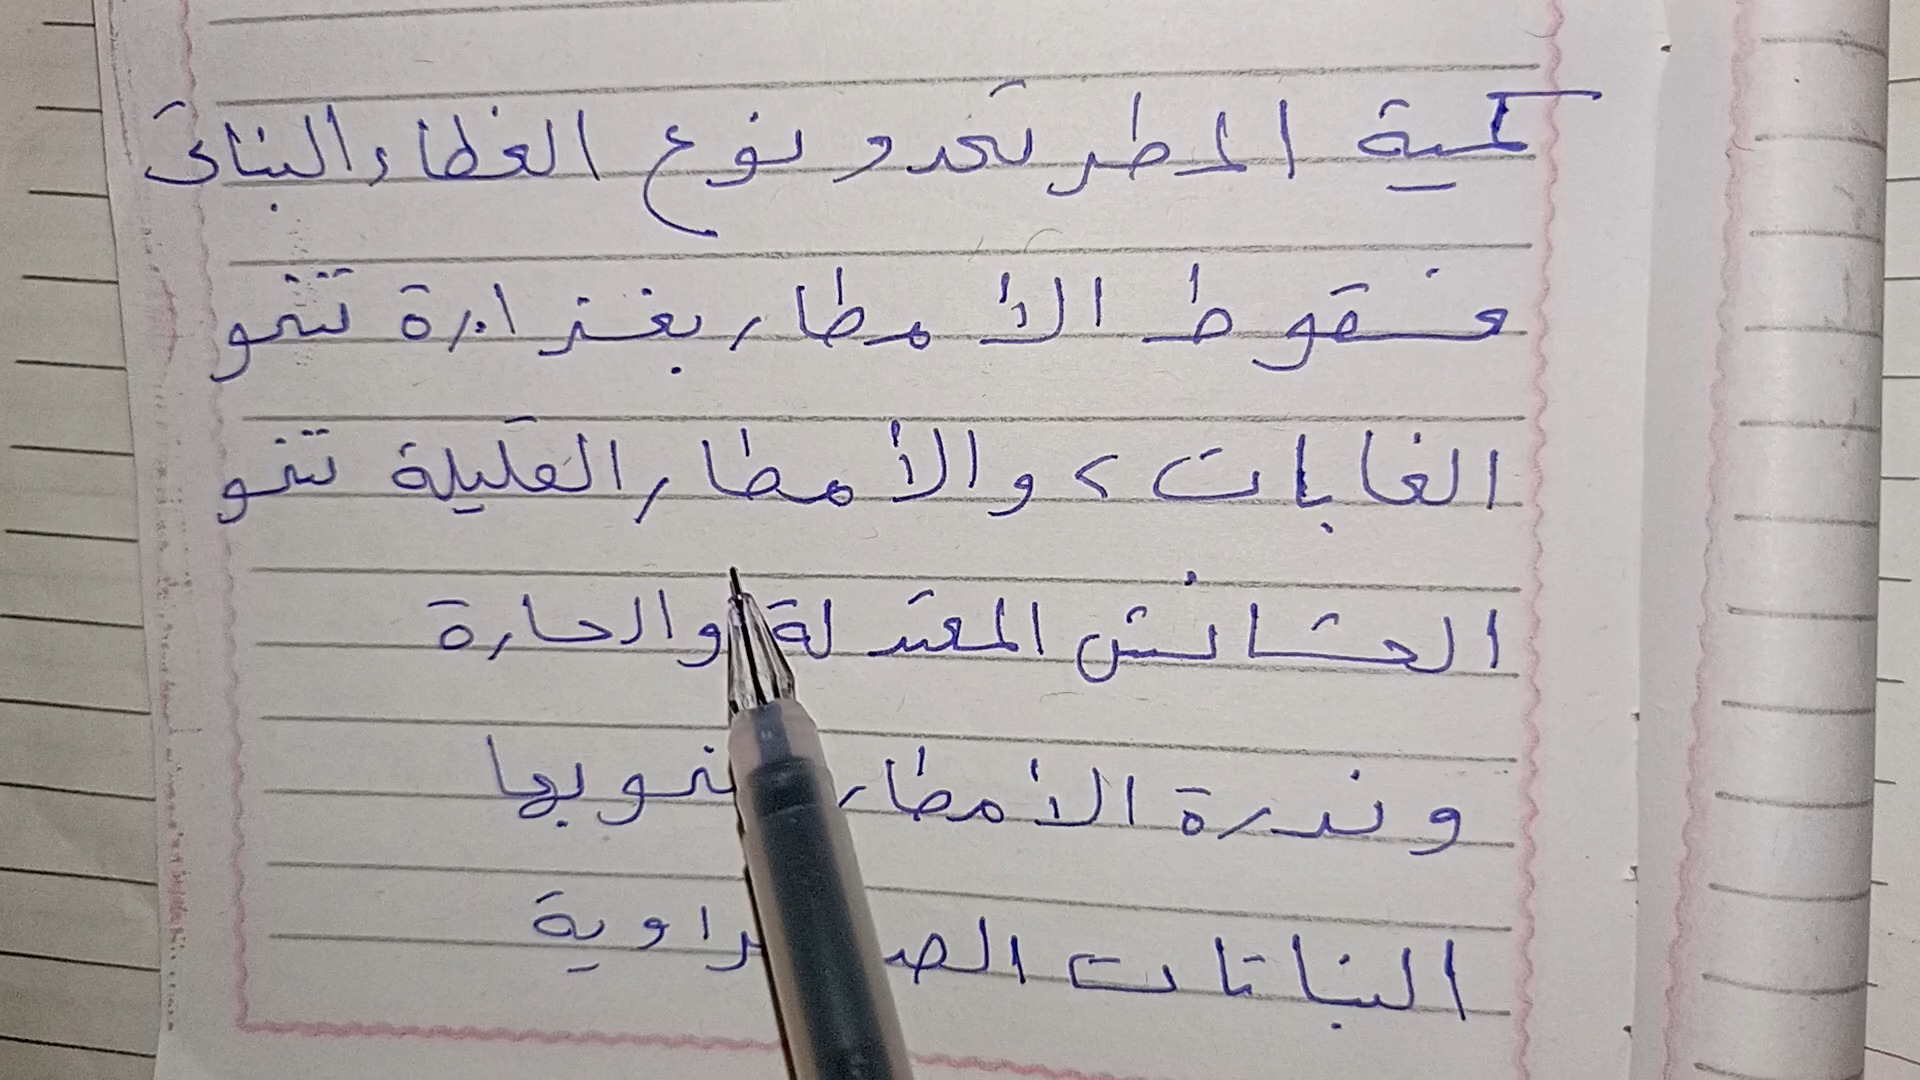 كمية المطر تحدد نوع الغطاء النباتى
فسقوط الأمطار بغزارة تنمو
الغابات، والأمطار القليلة تنمو
الحشائش المعتدلة والحارة
وندرة الأمطار تنمو بها
النباتات الصحراوية